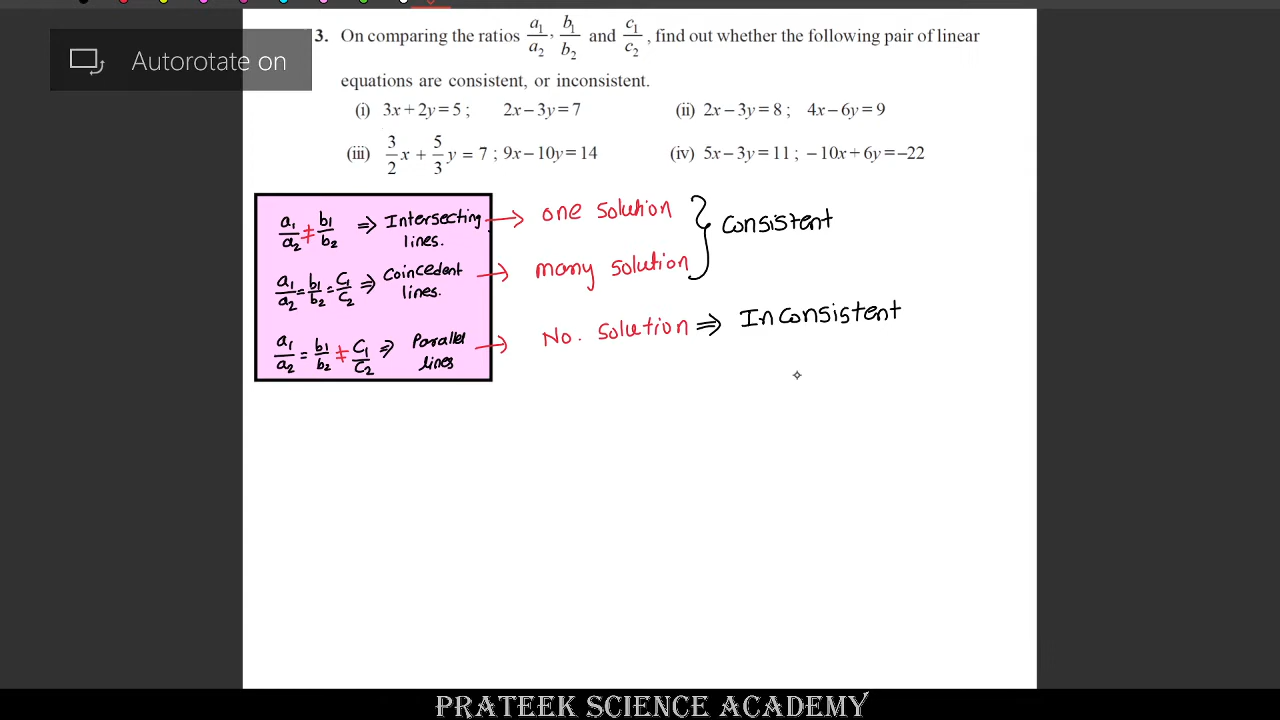 Autorotate on
3. On comparing the ratios a₁/a₂, b₁/b₂ and c₁/c₂, find out whether the following pair of linear
equations are consistent, or inconsistent.
(i) 3x + 2y = 5 ; 2x – 3y = 7 (ii) 2x – 3y = 8 ; 4x – 6y = 9
(iii) 3/2 x + 5/3 y = 7 ; 9x – 10y = 14 (iv) 5x – 3y = 11 ; – 10x + 6y = –22
a₁/a₂ ≠ b₁/b₂ ⇒ Intersecting lines. → one solution } Consistent
a₁/a₂ = b₁/b₂ = C₁/C₂ ⇒ Coincedent lines. → many solution
a₁/a₂ = b₁/b₂ ≠ C₁/C₂ ⇒ Parallel lines → No. solution ⇒ Inconsistent
PRATEEK SCIENCE ACADEMY